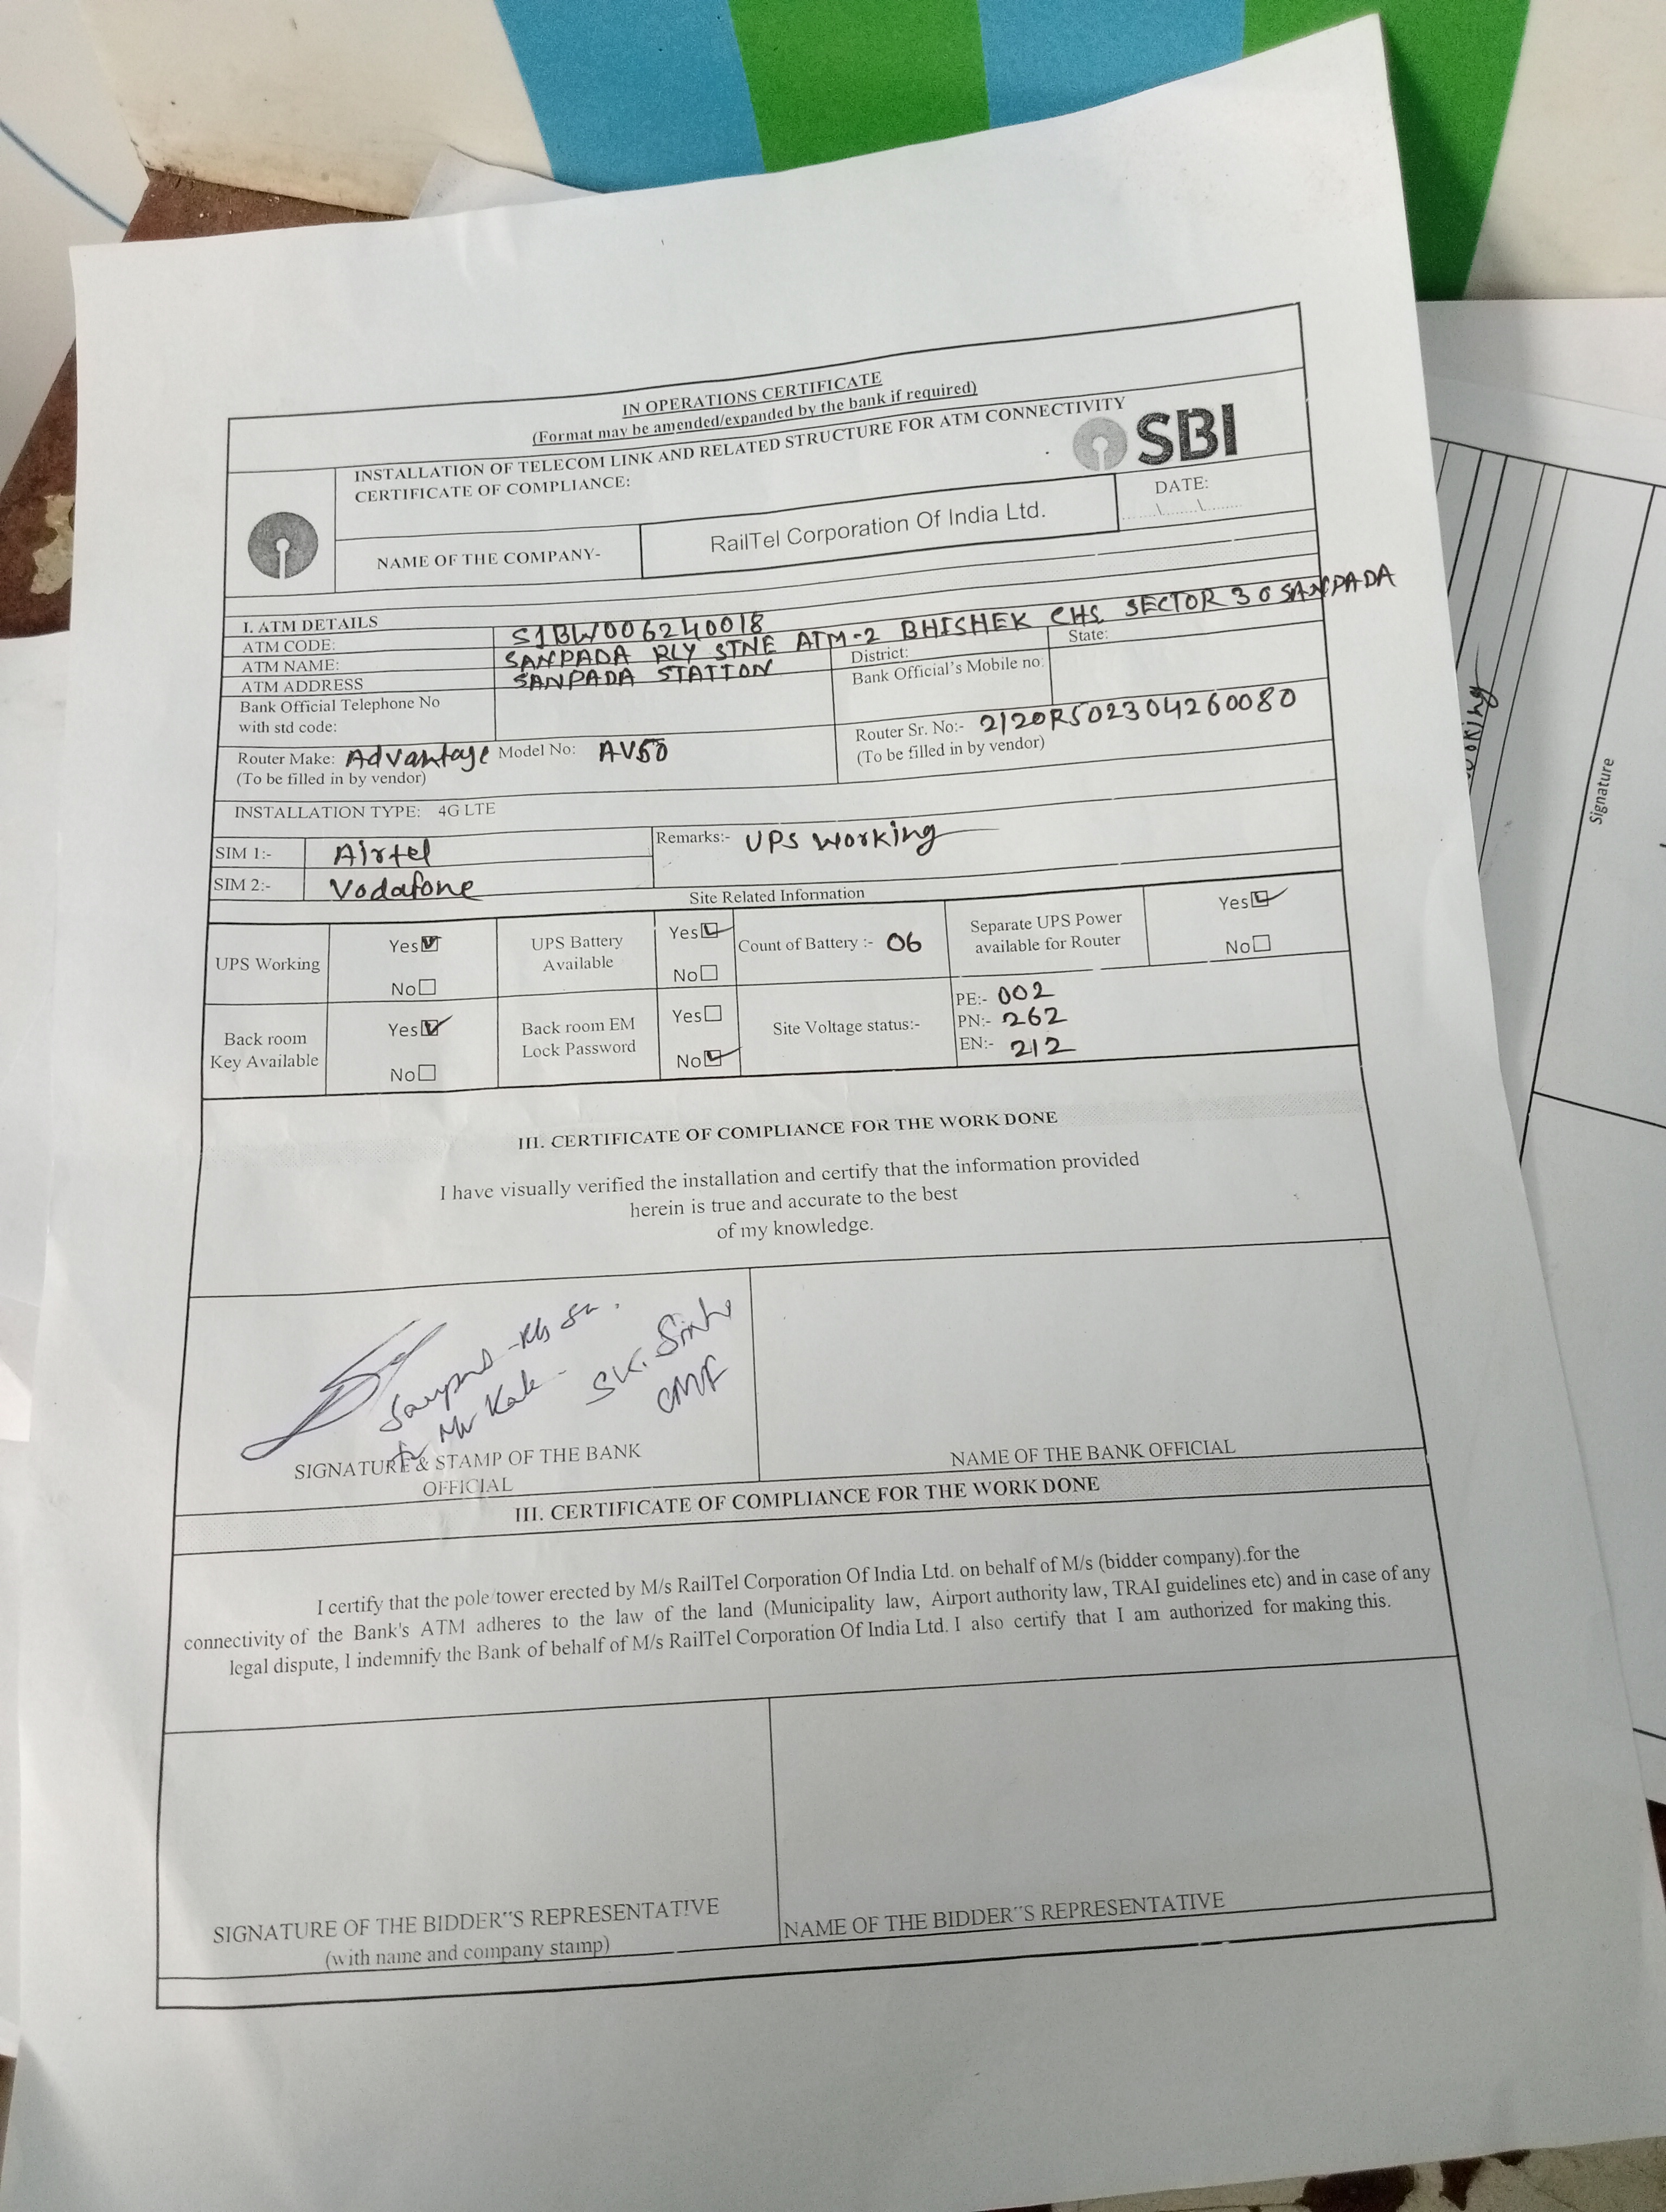 IN OPERATIONS CERTIFICATE
(Format may be amended/expanded by the bank if required)
INSTALLATION OF TELECOM LINK AND RELATED STRUCTURE FOR ATM CONNECTIVITY
CERTIFICATE OF COMPLIANCE:
SBI
NAME OF THE COMPANY-
RailTel Corporation Of India Ltd.
DATE:
I. ATM DETAILS
ATM CODE: S1BW006240018
ATM NAME: SANPADA RLY STNE ATM-2 BHISHEK CHS SECTOR 30 SANPADA
ATM ADDRESS SANPADA STATION
District:
State:
Bank Official Telephone No
with std code:
Bank Official's Mobile no:
Router Make: Advantage Model No: AV50
(To be filled in by vendor)
Router Sr. No:- 2120R502304260080
(To be filled in by vendor)
INSTALLATION TYPE: 4G LTE
SIM 1:- Airtel
SIM 2:- Vodafone
Remarks:- UPS working
Site Related Information
UPS Working
Yes
No
UPS Battery
Available
Yes
No
Count of Battery :- 06
Separate UPS Power
available for Router
Yes
No
Back room
Key Available
Yes
No
Back room EM
Lock Password
Yes
No
Site Voltage status:-
PE:- 002
PN:- 262
EN:- 212
III. CERTIFICATE OF COMPLIANCE FOR THE WORK DONE
I have visually verified the installation and certify that the information provided
herein is true and accurate to the best
of my knowledge.
SIGNATURE & STAMP OF THE BANK
OFFICIAL
NAME OF THE BANK OFFICIAL
III. CERTIFICATE OF COMPLIANCE FOR THE WORK DONE
I certify that the pole/tower erected by M/s RailTel Corporation Of India Ltd. on behalf of M/s (bidder company).for the
connectivity of the Bank's ATM adheres to the law of the land (Municipality law, Airport authority law, TRAI guidelines etc) and in case of any
legal dispute, I indemnify the Bank of behalf of M/s RailTel Corporation Of India Ltd. I also certify that I am authorized for making this.
SIGNATURE OF THE BIDDER"S REPRESENTATIVE
(with name and company stamp)
NAME OF THE BIDDER"S REPRESENTATIVE
Signature